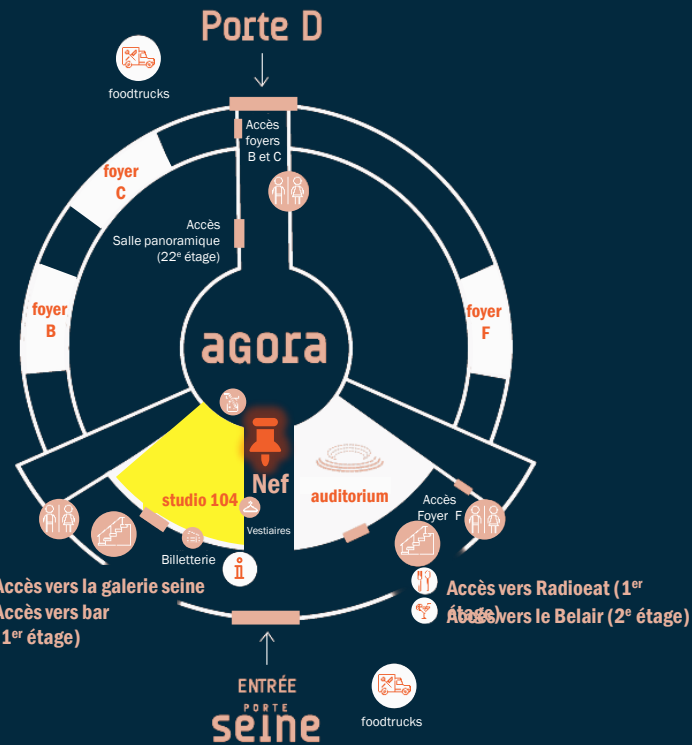 Porte D
foodtrucks
Accès
foyers
B et C
foyer
C
Accès
Salle panoramique
(22e étage)
foyer
B
foyer
F
agora
Nef
studio 104
auditorium
Accès
Foyer F
Vestiaires
Billetterie
i
Accès vers la galerie seine
Accès vers bar
1er étage)
Accès vers Radioeat (1er
étage)
Accès vers le Belair (2e étage)
ENTRÉE
PORTE
seine
foodtrucks